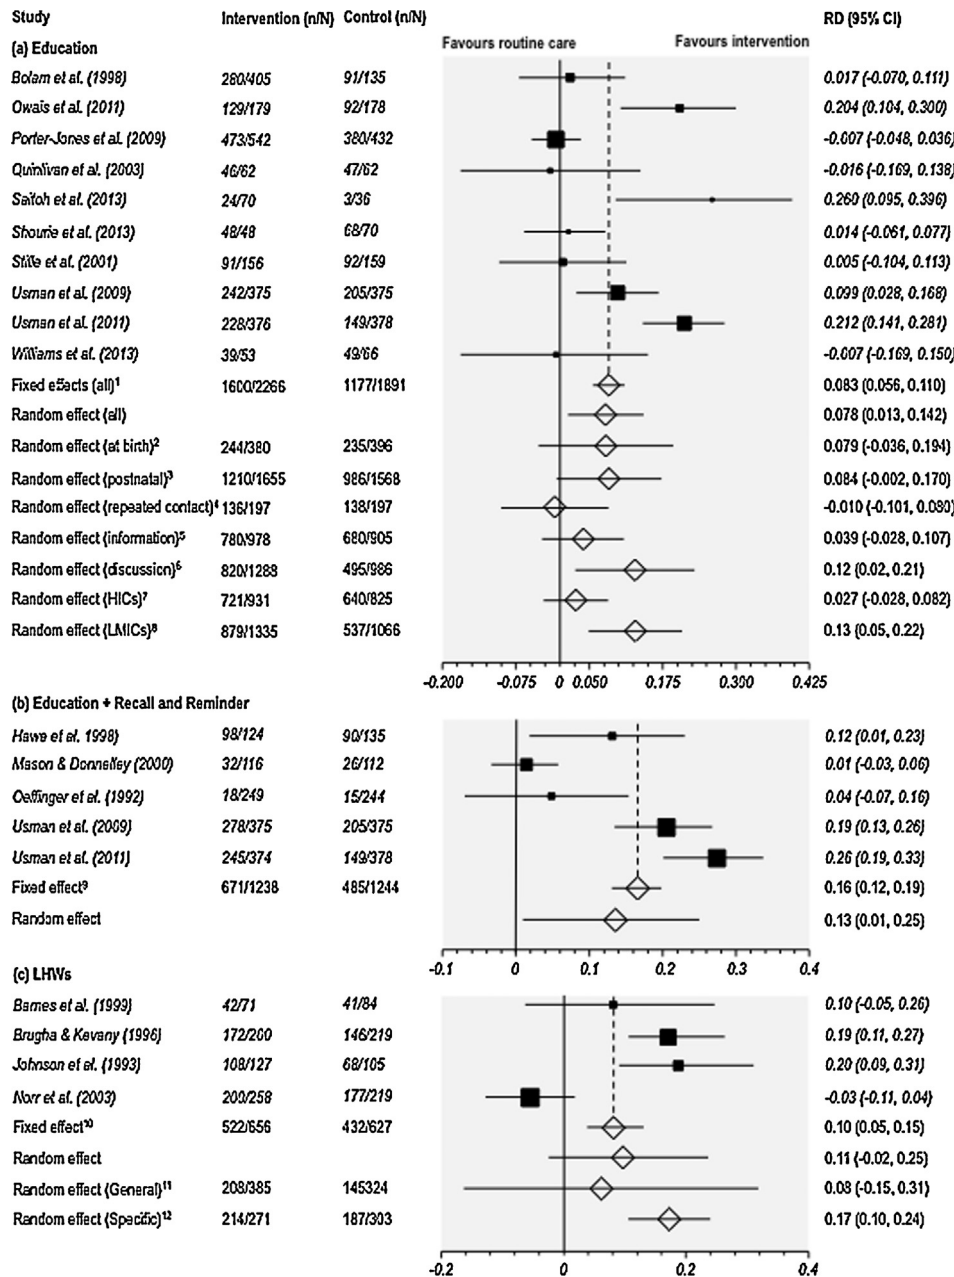 Study Intervention (n/N) Control (n/N) RD (95% CI)
(a) Education Favours routine care Favours intervention
Bolam et al. (1998) 280/405 91/135 0.017 (-0.070, 0.111)
Owais et al. (2011) 129/179 92/178 0.204 (0.104, 0.300)
Porter-Jones et al. (2009) 473/542 380/432 -0.007 (-0.048, 0.036)
Quinlivan et al. (2003) 46/62 47/62 -0.016 (-0.169, 0.138)
Saitoh et al. (2013) 24/70 3/36 0.260 (0.095, 0.396)
Shourie et al. (2013) 48/48 68/70 0.014 (-0.061, 0.077)
Stille et al. (2001) 91/156 92/159 0.005 (-0.104, 0.113)
Usman et al. (2009) 242/375 205/375 0.099 (0.028, 0.168)
Usman et al. (2011) 228/376 149/378 0.212 (0.141, 0.281)
Williams et al. (2013) 39/53 49/66 -0.007 (-0.169, 0.150)
Fixed effects (all)¹ 1600/2266 1177/1891 0.083 (0.056, 0.110)
Random effect (all) 0.078 (0.013, 0.142)
Random effect (at birth)² 244/380 235/396 0.079 (-0.036, 0.194)
Random effect (postnatal)³ 1210/1655 986/1568 0.084 (-0.002, 0.170)
Random effect (repeated contact)⁴ 136/197 138/197 -0.010 (-0.101, 0.080)
Random effect (information)⁵ 780/978 680/905 0.039 (-0.028, 0.107)
Random effect (discussion)⁶ 820/1288 495/986 0.12 (0.02, 0.21)
Random effect (HICs)⁷ 721/931 640/825 0.027 (-0.028, 0.082)
Random effect (LMICs)⁸ 879/1335 537/1066 0.13 (0.05, 0.22)
-0.200 -0.075 0 0.050 0.175 0.300 0.425
(b) Education + Recall and Reminder
Hawe et al. 1998) 98/124 90/135 0.12 (0.01, 0.23)
Mason & Donnelley (2000) 32/116 26/112 0.01 (-0.03, 0.06)
Oeffinger et al. (1992) 18/249 15/244 0.04 (-0.07, 0.16)
Usman et al. (2009) 278/375 205/375 0.19 (0.13, 0.26)
Usman et al. (2011) 245/374 149/378 0.26 (0.19, 0.33)
Fixed effect⁹ 671/1238 485/1244 0.16 (0.12, 0.19)
Random effect 0.13 (0.01, 0.25)
-0.1 0 0.1 0.2 0.3 0.4
(c) LHWs
Barnes et al. (1999) 42/71 41/84 0.10 (-0.05, 0.26)
Brugha & Kevany (1996) 172/200 146/219 0.19 (0.11, 0.27)
Johnson et al. (1993) 108/127 68/105 0.20 (0.09, 0.31)
Norr et al. (2003) 200/258 177/219 -0.03 (-0.11, 0.04)
Fixed effect¹⁰ 522/656 432/627 0.10 (0.05, 0.15)
Random effect 0.11 (-0.02, 0.25)
Random effect (General)¹¹ 208/385 145324 0.08 (-0.15, 0.31)
Random effect (Specific)¹² 214/271 187/303 0.17 (0.10, 0.24)
-0.2 0 0.2 0.4